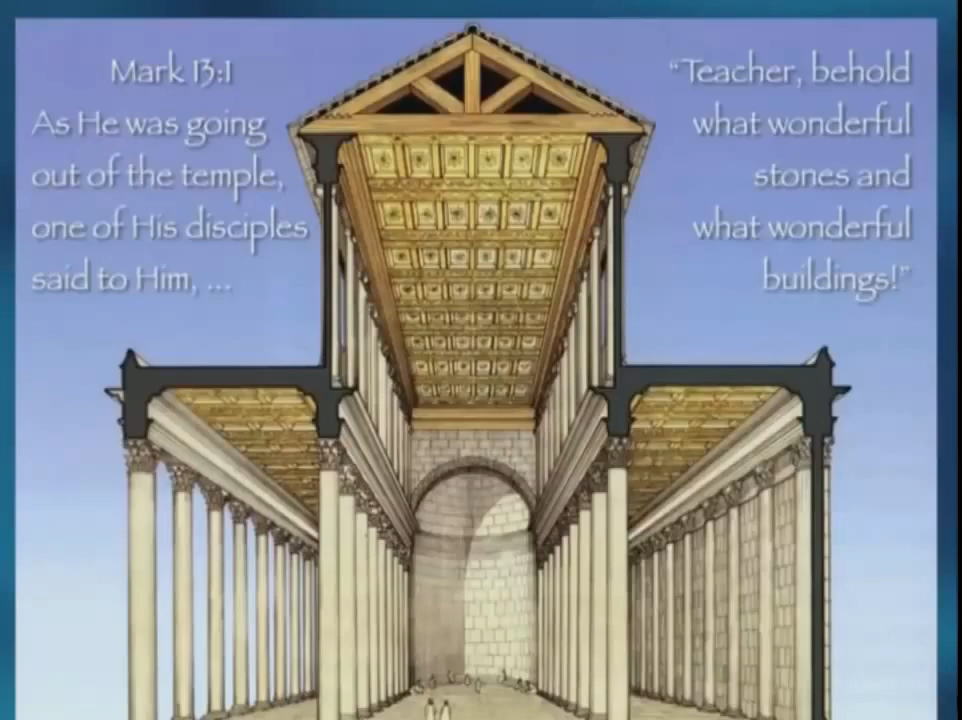 Mark 13:1
As He was going
out of the temple,
one of His disciples
said to Him, ...
“Teacher, behold
what wonderful
stones and
what wonderful
buildings!”